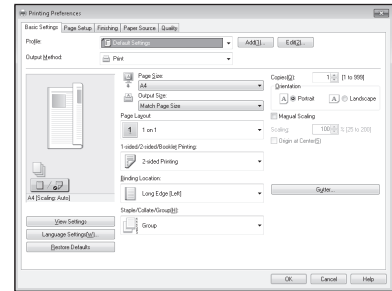 Printing Preferences
Basic Settings Page Setup Finishing Paper Source Quality
Profile: Default Settings Add(1)... Edit(2)...
Output Method: Print
Page Size:
A4
Output Size:
Match Page Size
Copies(Q): 1 [1 to 999]
Orientation
A Portrait A Landscape
Page Layout
1 1 on 1
Manual Scaling
Scaling: 100 % [25 to 200]
Origin at Center(5)
1-sided/2-sided/Booklet Printing:
2-sided Printing
Binding Location:
Long Edge [Left]
Gutter...
A4 [Scaling: Auto]
Staple/Collate/Group(H):
Group
View Settings
Language Settings(W)...
Restore Defaults
OK Cancel Help